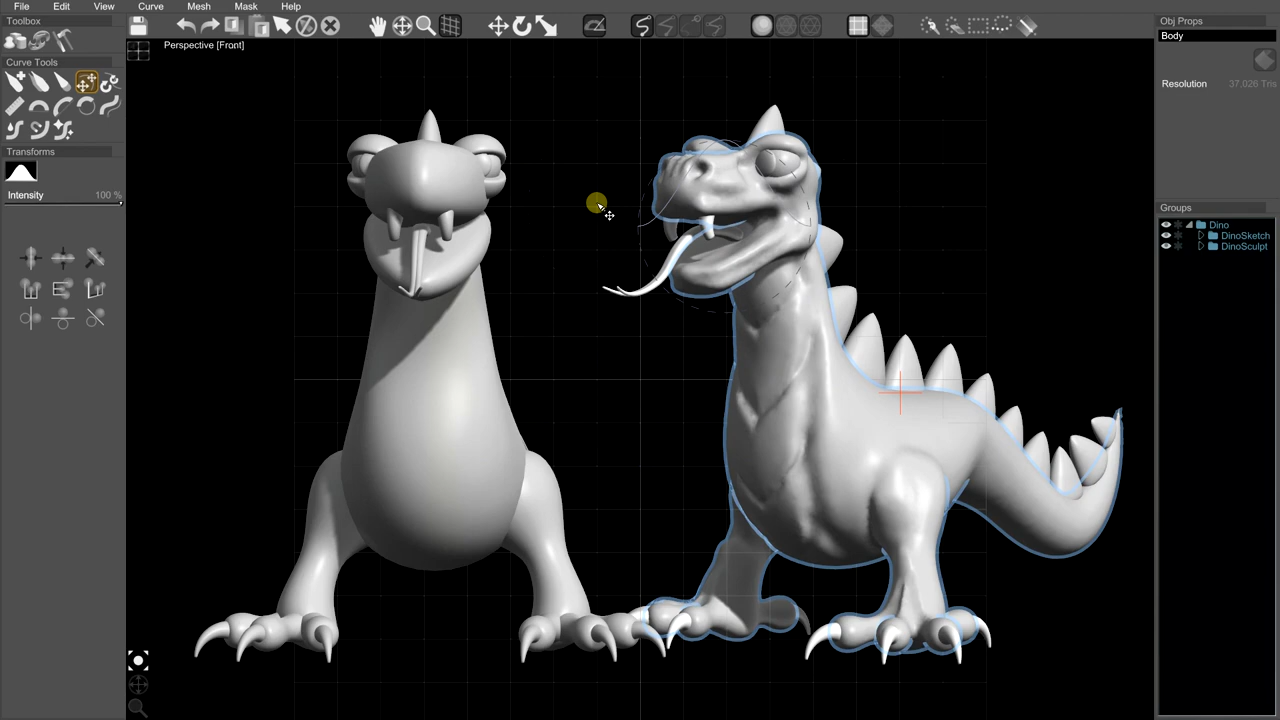 File Edit View Curve Mesh Mask Help
Toolbox
Curve Tools
Transforms
Intensity 100 %
Perspective [Front]
Obj Props
Body
Resolution 37,026 Tris
Groups
Dino
DinoSketch
DinoSculpt